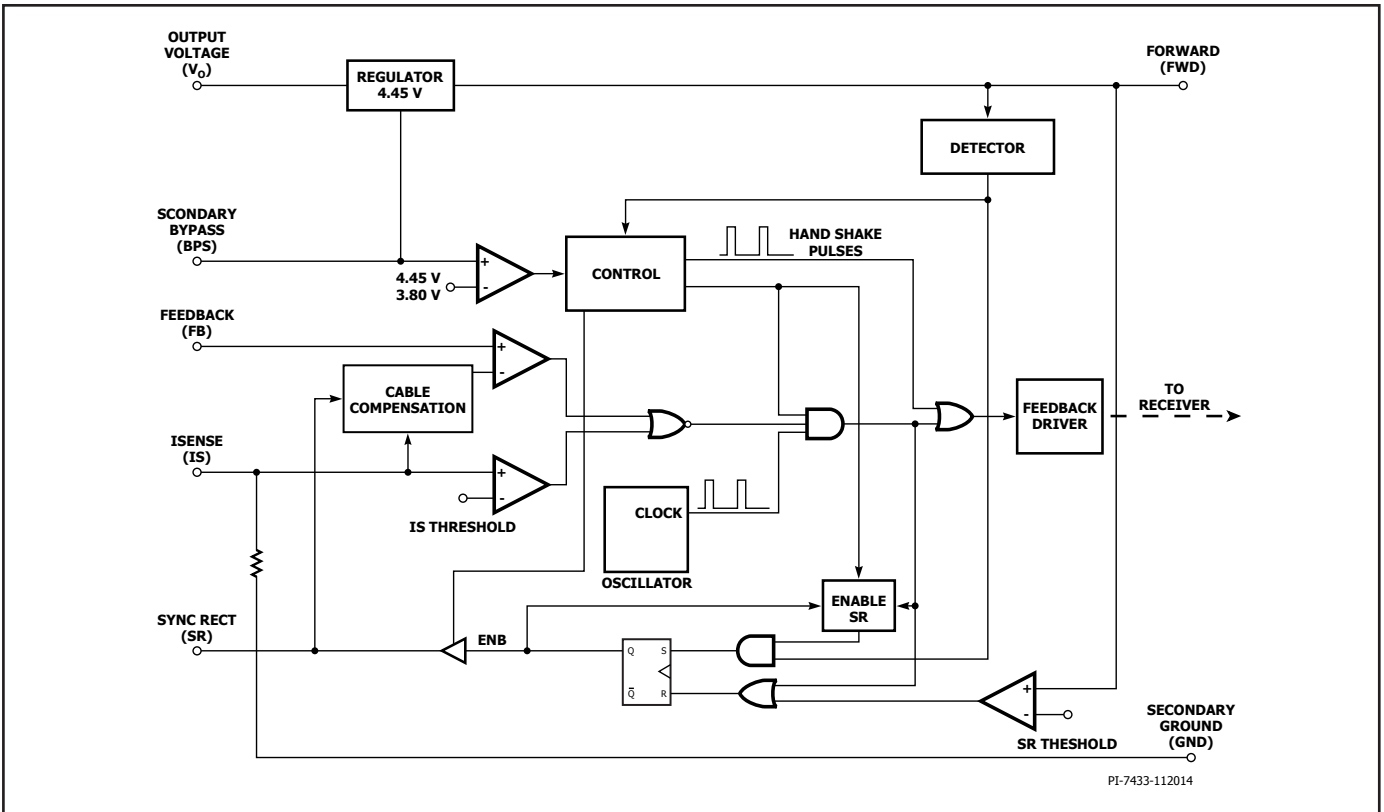 OUTPUT
VOLTAGE
(VO)
REGULATOR
4.45 V
FORWARD
(FWD)
DETECTOR
SCONDARY
BYPASS
(BPS)
+
-
4.45 V
3.80 V
CONTROL
HAND SHAKE
PULSES
FEEDBACK
(FB)
+
-
CABLE
COMPENSATION
FEEDBACK
DRIVER
TO
RECEIVER
ISENSE
(IS)
+
-
IS THRESHOLD
CLOCK
OSCILLATOR
ENABLE
SR
SYNC RECT
(SR)
ENB
Q
S
Q̅
R
+
-
SR THESHOLD
SECONDARY
GROUND
(GND)
PI-7433-112014